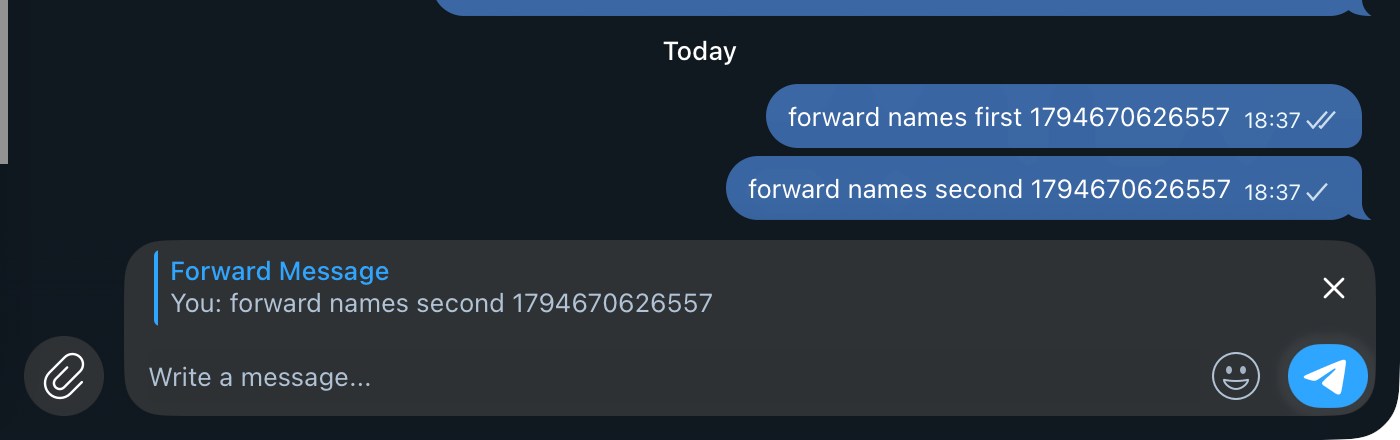 Today
forward names first 1794670626557 18:37
forward names second 1794670626557 18:37
Forward Message
You: forward names second 1794670626557
Write a message...